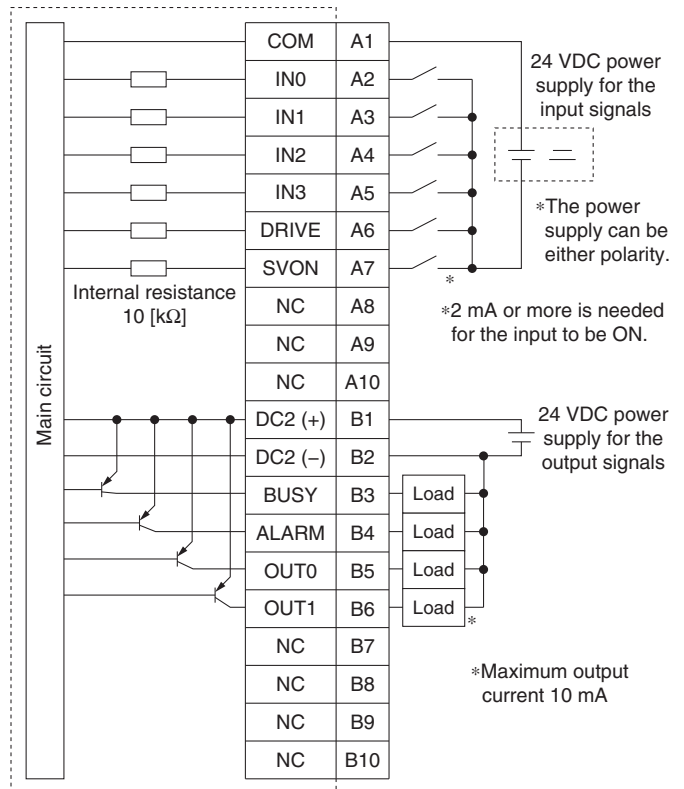 COM A1
IN0 A2
IN1 A3
IN2 A4
IN3 A5
DRIVE A6
SVON A7
NC A8
NC A9
NC A10
DC2 (+) B1
DC2 (−) B2
BUSY B3 Load
ALARM B4 Load
OUT0 B5 Load
OUT1 B6 Load
*
NC B7
NC B8
NC B9
NC B10
Main circuit
Internal resistance
10 [kΩ]
24 VDC power
supply for the
input signals
*The power
supply can be
either polarity.
*
*2 mA or more is needed
for the input to be ON.
24 VDC power
supply for the
output signals
*Maximum output
current 10 mA